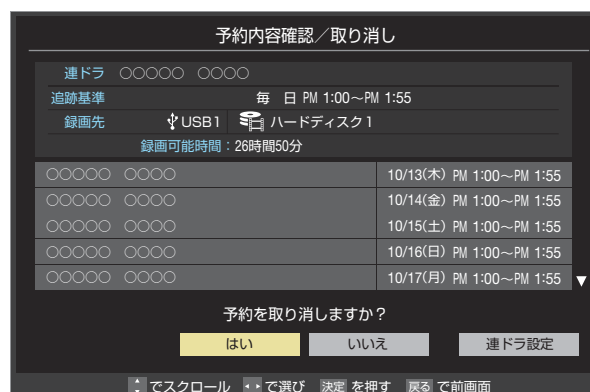 予約内容確認／取り消し
連ドラ ○○○○○ ○○○○
追跡基準 毎 日 PM 1:00～PM 1:55
録画先 USB1 ハードディスク1
録画可能時間：26時間50分
○○○○○ ○○○○ 10/13(木) PM 1:00～PM 1:55
○○○○○ ○○○○ 10/14(金) PM 1:00～PM 1:55
○○○○○ ○○○○ 10/15(土) PM 1:00～PM 1:55
○○○○○ ○○○○ 10/16(日) PM 1:00～PM 1:55
○○○○○ ○○○○ 10/17(月) PM 1:00～PM 1:55 ▼
予約を取り消しますか？
はい いいえ 連ドラ設定
でスクロール で選び 決定 を押す 戻る で前画面